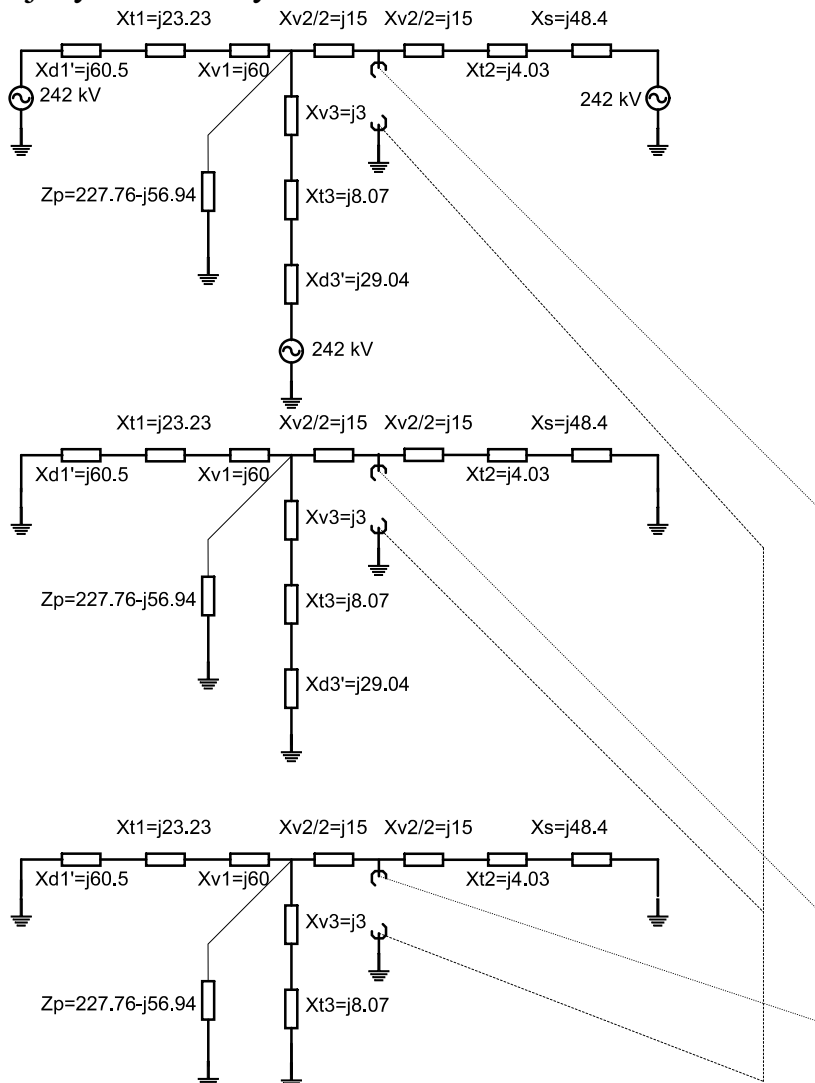 Xt1=j23.23 Xv2/2=j15 Xv2/2=j15 Xs=j48.4
Xd1'=j60.5 Xv1=j60 Xt2=j4.03
242 kV 242 kV
Xv3=j3
Zp=227.76-j56.94 Xt3=j8.07
Xd3'=j29.04
242 kV
Xt1=j23.23 Xv2/2=j15 Xv2/2=j15 Xs=j48.4
Xd1'=j60.5 Xv1=j60 Xt2=j4.03
Xv3=j3
Zp=227.76-j56.94 Xt3=j8.07
Xd3'=j29.04
Xt1=j23.23 Xv2/2=j15 Xv2/2=j15 Xs=j48.4
Xd1'=j60.5 Xv1=j60 Xt2=j4.03
Xv3=j3
Zp=227.76-j56.94 Xt3=j8.07